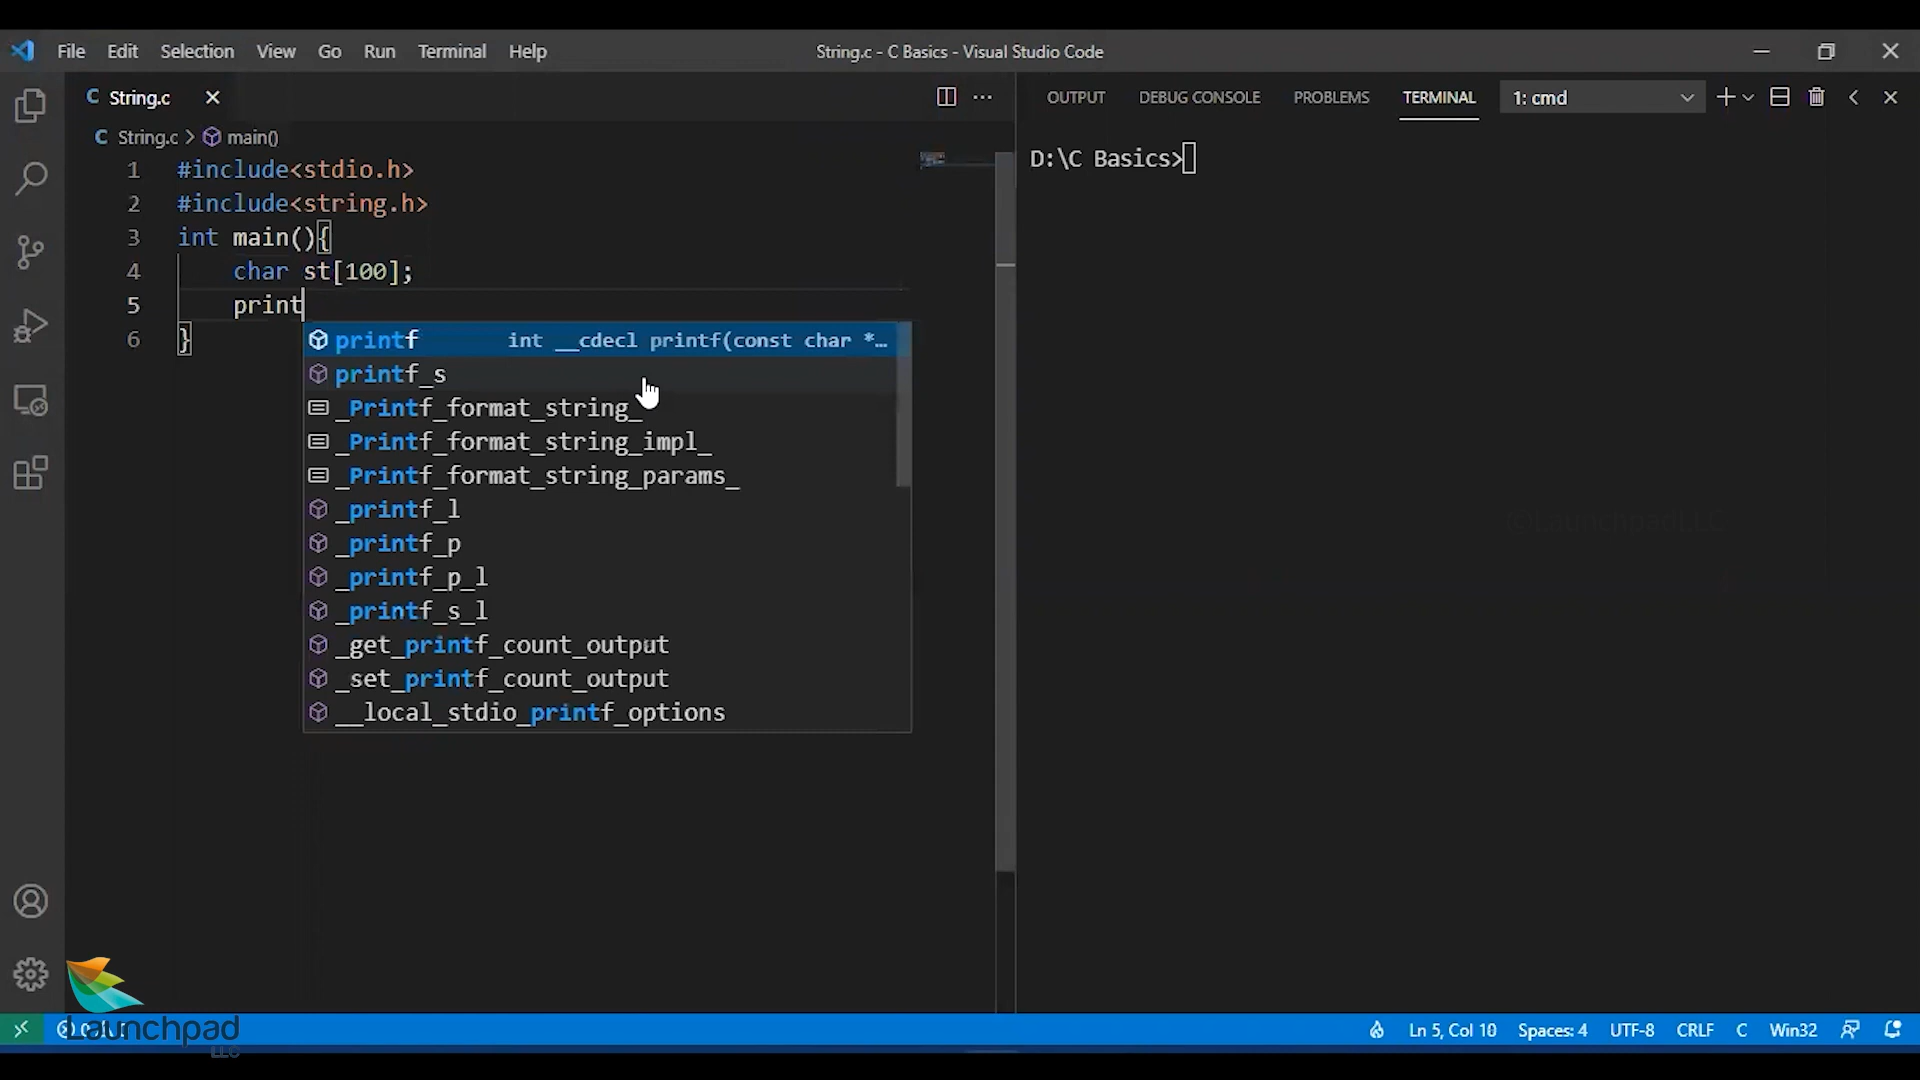 File Edit Selection View Go Run Terminal Help String.c - C Basics - Visual Studio Code
C String.c
C String.c > main()
1 #include<stdio.h>
2 #include<string.h>
3 int main(){
4 char st[100];
5 print
6 }
printf int __cdecl printf(const char *…
printf_s
_Printf_format_string_
_Printf_format_string_impl_
_Printf_format_string_params_
_printf_l
_printf_p
_printf_p_l
_printf_s_l
_get_printf_count_output
_set_printf_count_output
__local_stdio_printf_options
OUTPUT DEBUG CONSOLE PROBLEMS TERMINAL 1: cmd
D:\C Basics>
©LaunchpadLLC
Launchpad
LLC
Ln 5, Col 10 Spaces: 4 UTF-8 CRLF C Win32